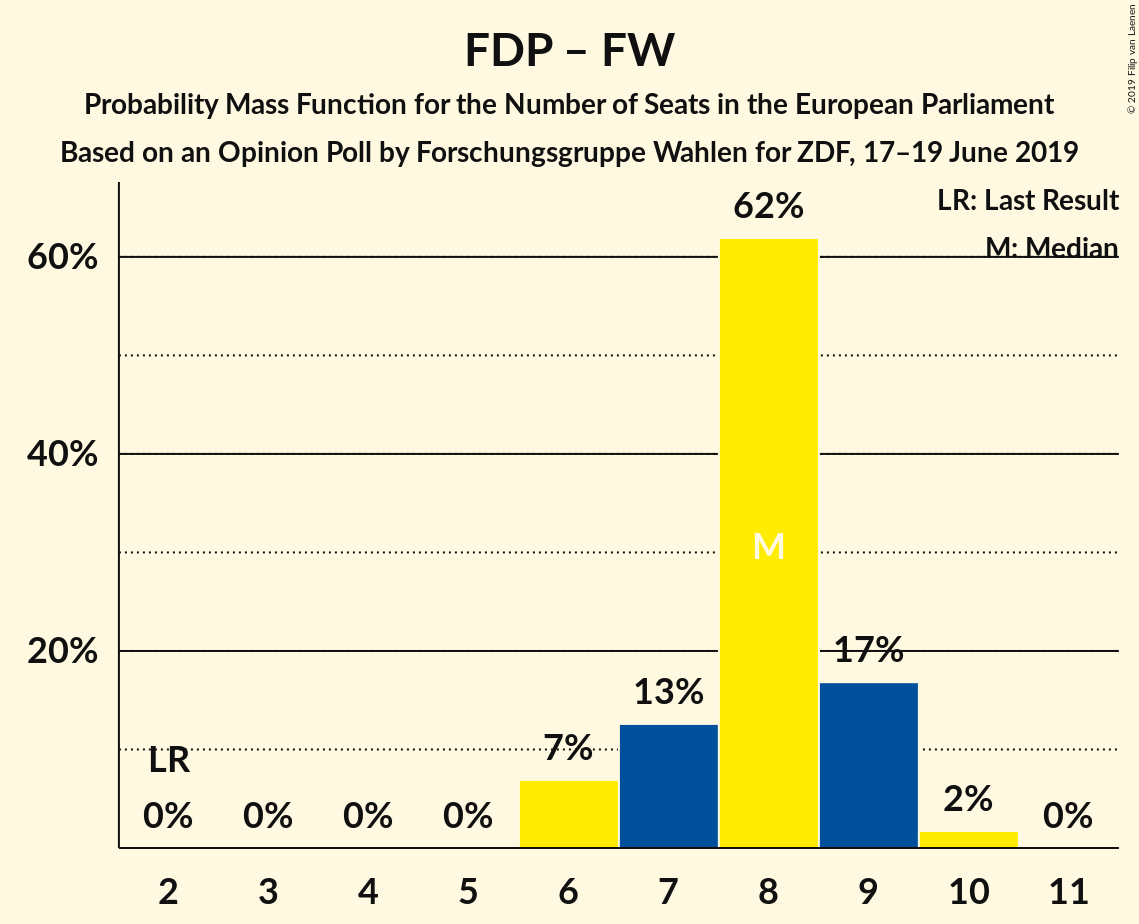 FDP – FW
Probability Mass Function for the Number of Seats in the European Parliament
Based on an Opinion Poll by Forschungsgruppe Wahlen for ZDF, 17–19 June 2019
© 2019 Filip van Laenen
LR: Last Result
M: Median
62%
60%
40%
M
20%
17%
13%
7%
LR
2%
0%
0%
0%
0%
0%
2
3
4
5
6
7
8
9
10
11